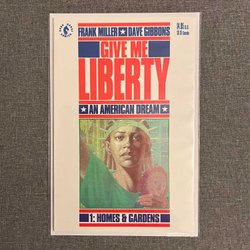 FRANK MILLER DAVE GIBBONS
GIVE ME
LIBERTY
AN AMERICAN DREAM
1: HOMES & GARDENS